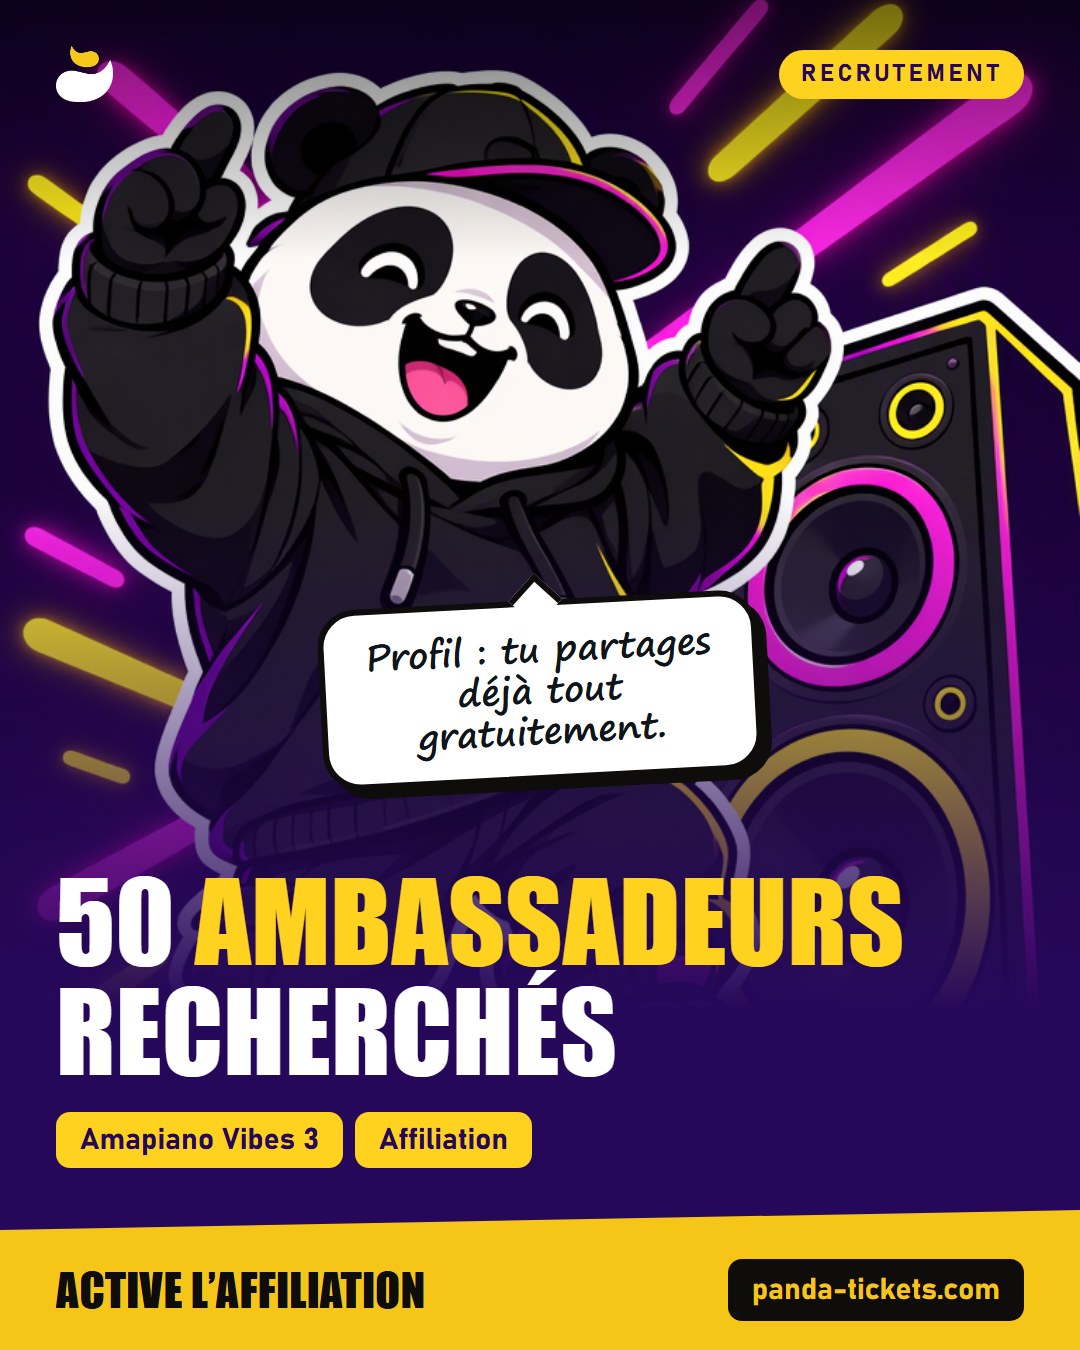 RECRUTEMENT
Profil : tu partages
déjà tout
gratuitement.
50 AMBASSADEURS
RECHERCHÉS
Amapiano Vibes 3
Affiliation
ACTIVE L’AFFILIATION
panda-tickets.com